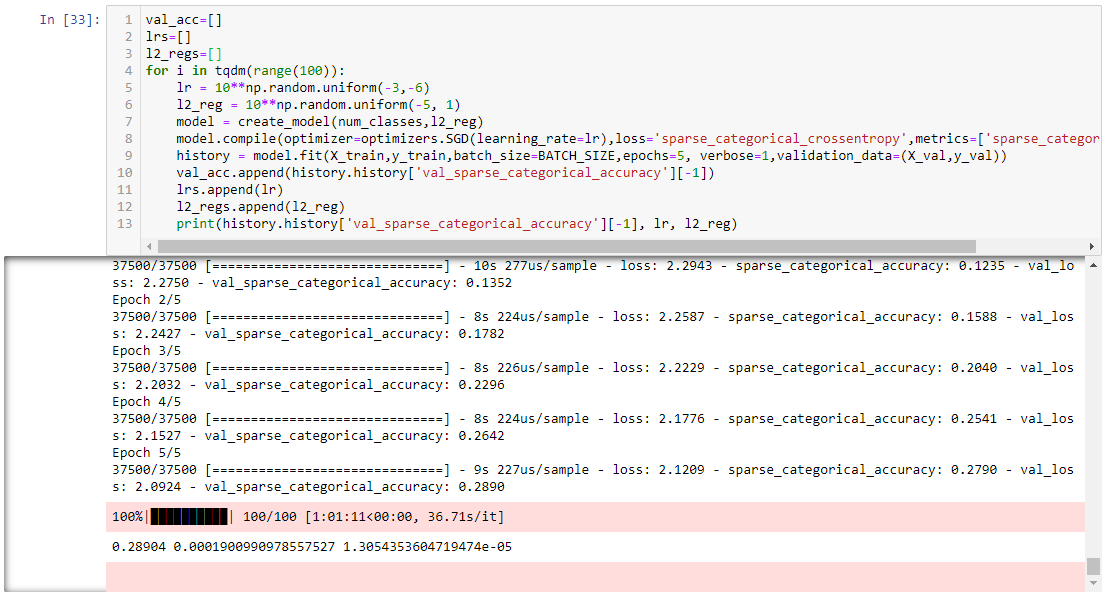 In [33]:
1 val_acc=[]
2 lrs=[]
3 l2_regs=[]
4 for i in tqdm(range(100)):
5     lr = 10**np.random.uniform(-3,-6)
6     l2_reg = 10**np.random.uniform(-5, 1)
7     model = create_model(num_classes,l2_reg)
8     model.compile(optimizer=optimizers.SGD(learning_rate=lr),loss='sparse_categorical_crossentropy',metrics=['sparse_categor
9     history = model.fit(X_train,y_train,batch_size=BATCH_SIZE,epochs=5, verbose=1,validation_data=(X_val,y_val))
10     val_acc.append(history.history['val_sparse_categorical_accuracy'][-1])
11     lrs.append(lr)
12     l2_regs.append(l2_reg)
13     print(history.history['val_sparse_categorical_accuracy'][-1], lr, l2_reg)
37500/37500 [==============================] - 10s 277us/sample - loss: 2.2943 - sparse_categorical_accuracy: 0.1235 - val_lo
ss: 2.2750 - val_sparse_categorical_accuracy: 0.1352
Epoch 2/5
37500/37500 [==============================] - 8s 224us/sample - loss: 2.2587 - sparse_categorical_accuracy: 0.1588 - val_los
s: 2.2427 - val_sparse_categorical_accuracy: 0.1782
Epoch 3/5
37500/37500 [==============================] - 8s 226us/sample - loss: 2.2229 - sparse_categorical_accuracy: 0.2040 - val_los
s: 2.2032 - val_sparse_categorical_accuracy: 0.2296
Epoch 4/5
37500/37500 [==============================] - 8s 224us/sample - loss: 2.1776 - sparse_categorical_accuracy: 0.2541 - val_los
s: 2.1527 - val_sparse_categorical_accuracy: 0.2642
Epoch 5/5
37500/37500 [==============================] - 9s 227us/sample - loss: 2.1209 - sparse_categorical_accuracy: 0.2790 - val_los
s: 2.0924 - val_sparse_categorical_accuracy: 0.2890
100%|██████████| 100/100 [1:01:11<00:00, 36.71s/it]
0.28904 0.0001900990978557527 1.3054353604719474e-05